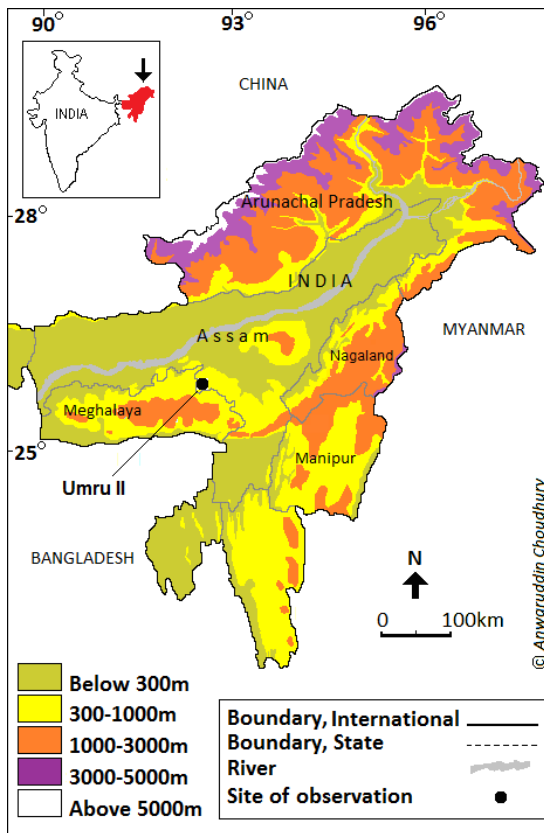 90°
93°
96°
INDIA
CHINA
28°
Arunachal Pradesh
INDIA
Assam
MYANMAR
Nagaland
Meghalaya
25°
Manipur
Umru II
BANGLADESH
N
0 100km
© Anwaruddin Choudhury
Below 300m
300-1000m
1000-3000m
3000-5000m
Above 5000m
Boundary, International
Boundary, State
River
Site of observation